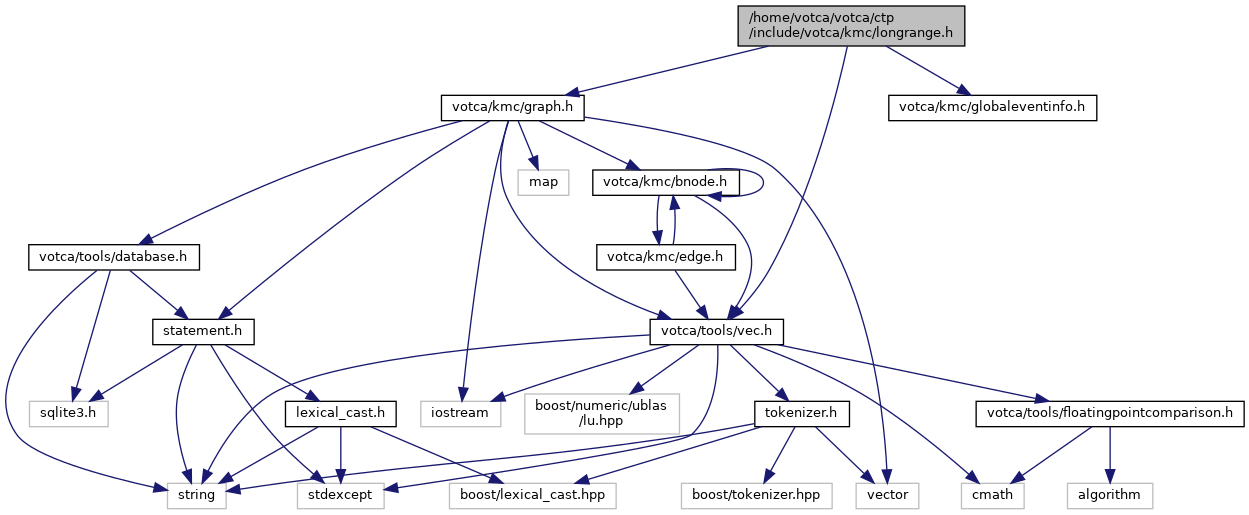 /home/votca/votca/ctp
/include/votca/kmc/longrange.h
votca/kmc/graph.h
votca/kmc/globaleventinfo.h
map
votca/kmc/bnode.h
votca/tools/database.h
votca/kmc/edge.h
statement.h
votca/tools/vec.h
sqlite3.h
lexical_cast.h
iostream
boost/numeric/ublas
/lu.hpp
tokenizer.h
votca/tools/floatingpointcomparison.h
string
stdexcept
boost/lexical_cast.hpp
boost/tokenizer.hpp
vector
cmath
algorithm